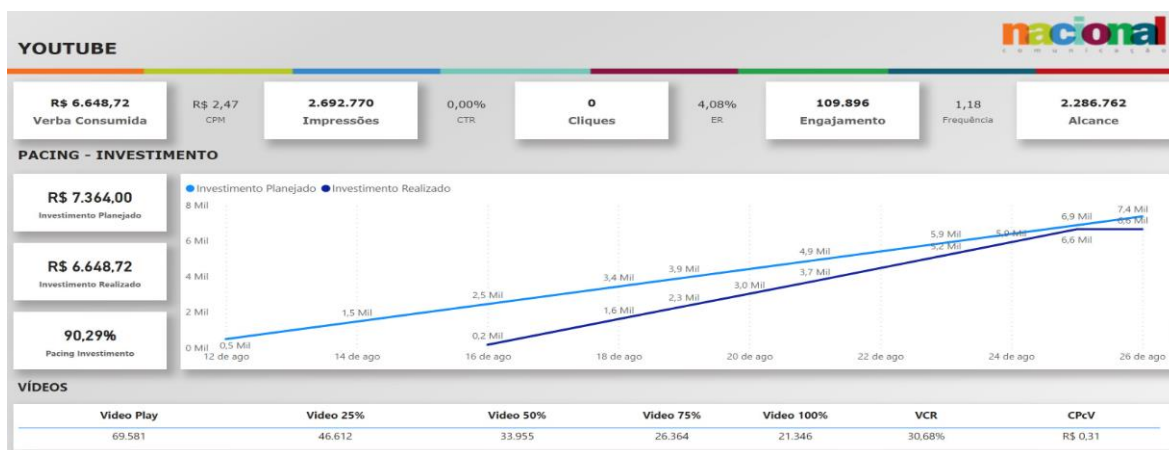 nacional
comunicação
YOUTUBE
R$ 6.648,72
Verba Consumida
R$ 2,47
CPM
2.692.770
Impressões
0,00%
CTR
0
Cliques
4,08%
ER
109.896
Engajamento
1,18
Frequência
2.286.762
Alcance
PACING - INVESTIMENTO
R$ 7.364,00
Investimento Planejado
R$ 6.648,72
Investimento Realizado
90,29%
Pacing Investimento
Investimento Planejado Investimento Realizado
8 Mil
6 Mil
4 Mil
2 Mil
0 Mil
0,5 Mil
1,5 Mil
2,5 Mil
3,4 Mil
3,9 Mil
4,9 Mil
5,9 Mil
6,9 Mil
7,4 Mil
0,2 Mil
1,6 Mil
2,3 Mil
3,0 Mil
3,7 Mil
5,2 Mil
5,9 Mil
6,6 Mil
6,6 Mil
12 de ago 14 de ago 16 de ago 18 de ago 20 de ago 22 de ago 24 de ago 26 de ago
VÍDEOS
Video Play Video 25% Video 50% Video 75% Video 100% VCR CPcV
69.581 46.612 33.955 26.364 21.346 30,68% R$ 0,31